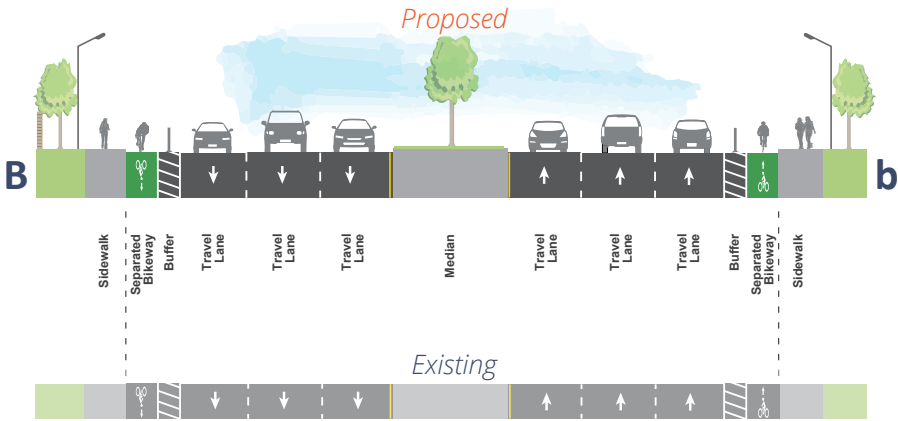 Proposed
B
b
Sidewalk
Separated
Bikeway
Buffer
Travel
Lane
Travel
Lane
Travel
Lane
Median
Travel
Lane
Travel
Lane
Travel
Lane
Buffer
Separated
Bikeway
Sidewalk
Existing